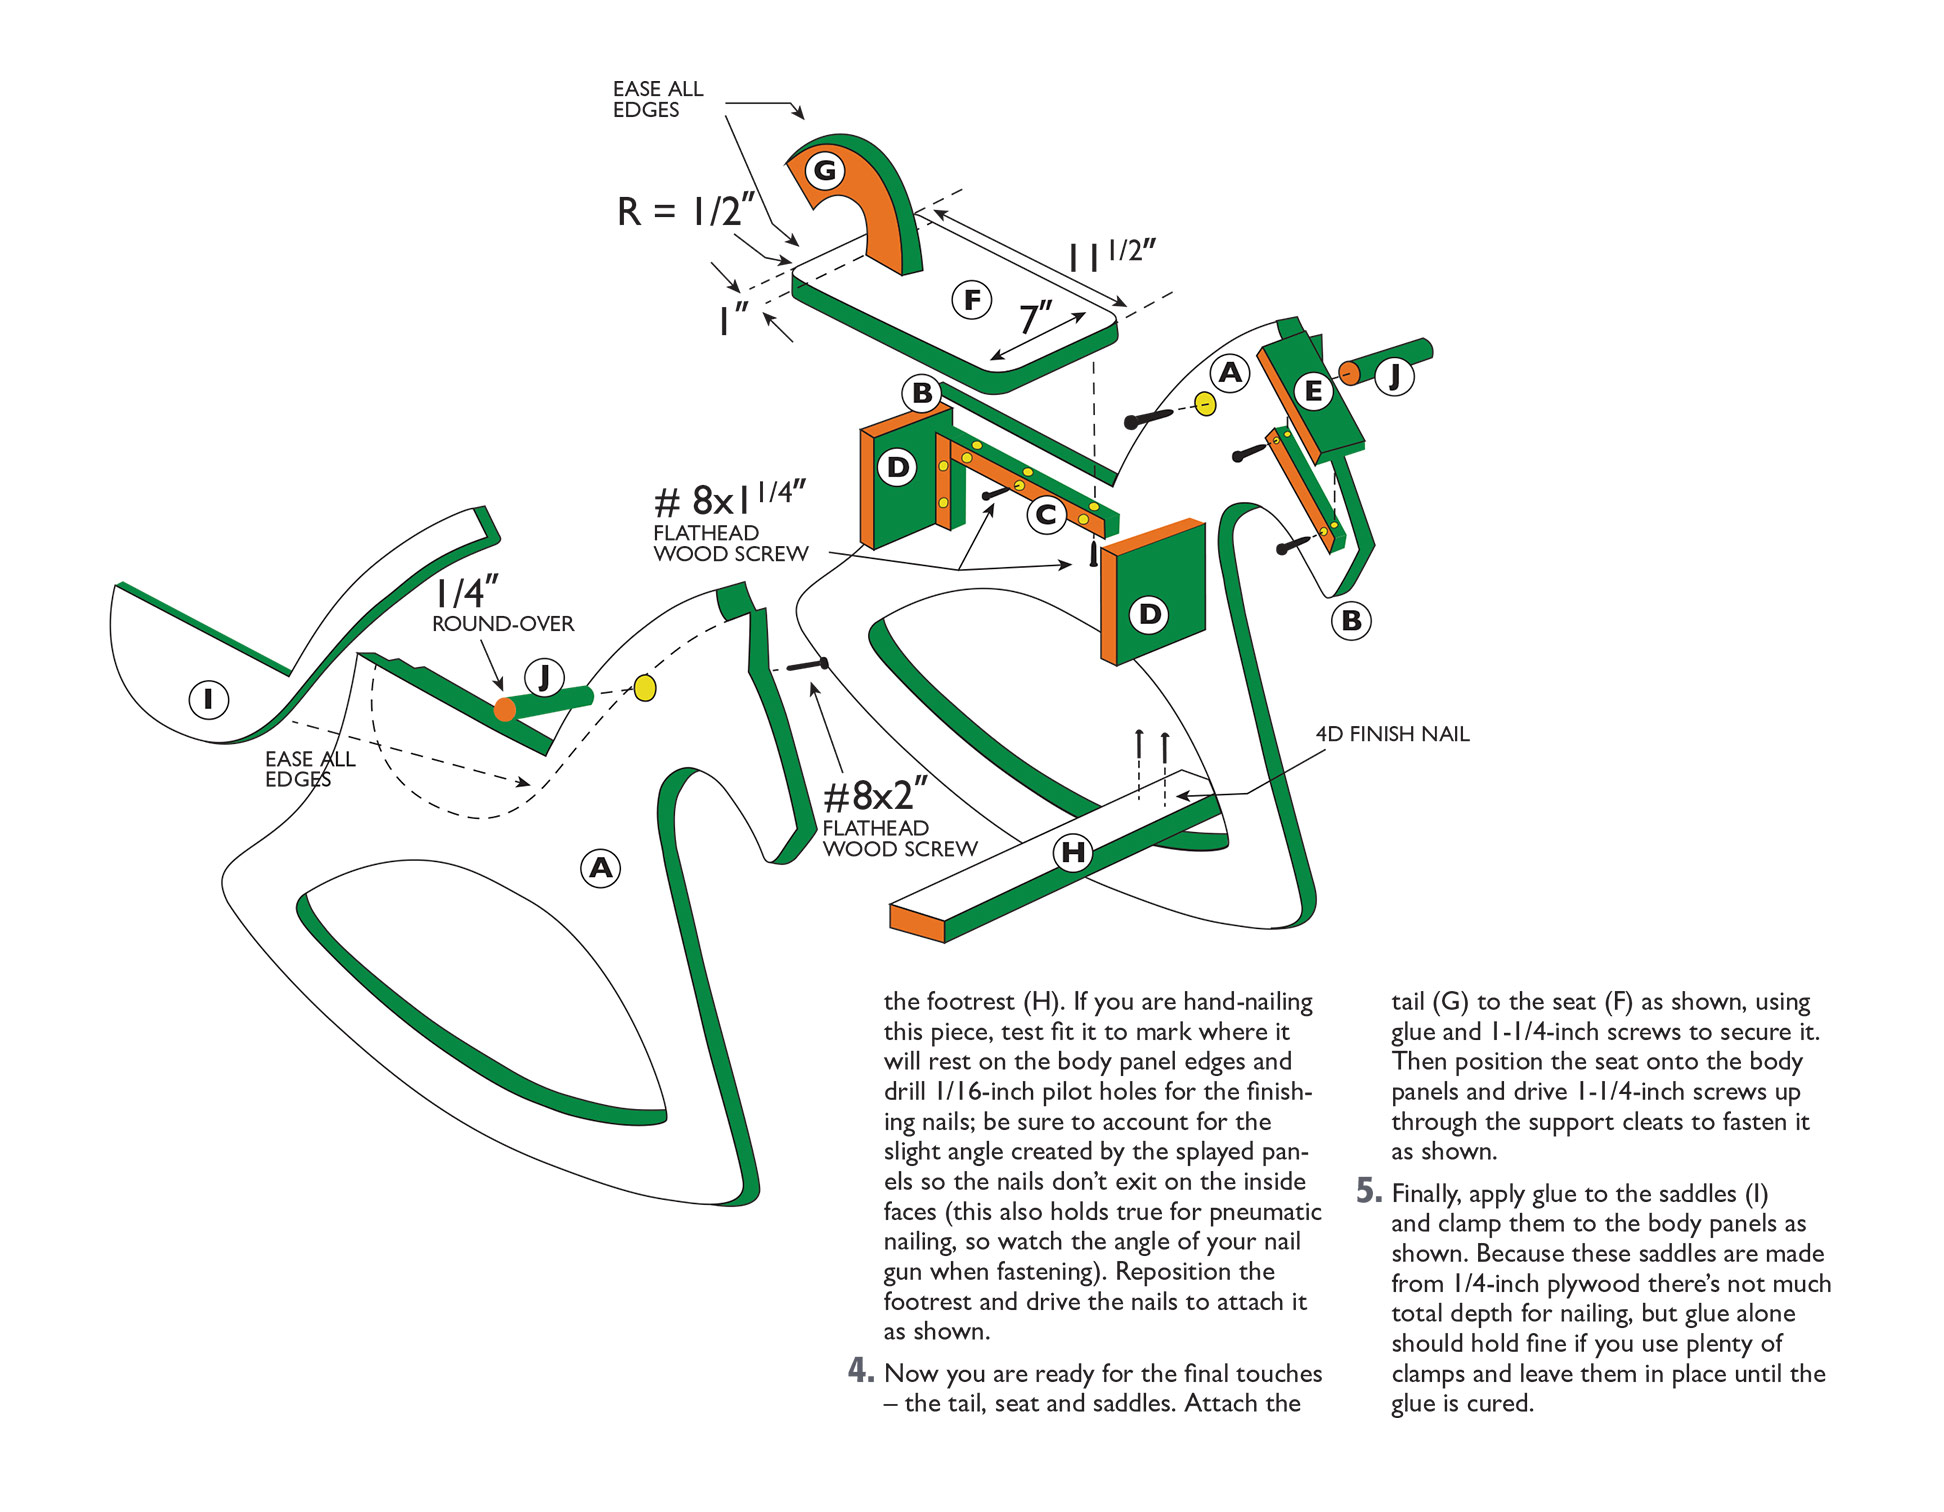 EASE ALL
EDGES
G
R = 1/2"
11 1/2"
F
7"
1"
A
J
E
B
D
# 8x1 1/4"
FLATHEAD
WOOD SCREW
C
1/4"
ROUND-OVER
D
B
J
I
4D FINISH NAIL
EASE ALL
EDGES
#8x2"
FLATHEAD
WOOD SCREW
H
A
the footrest (H). If you are hand-nailing
this piece, test fit it to mark where it
will rest on the body panel edges and
drill 1/16-inch pilot holes for the finish-
ing nails; be sure to account for the
slight angle created by the splayed pan-
els so the nails don’t exit on the inside
faces (this also holds true for pneumatic
nailing, so watch the angle of your nail
gun when fastening). Reposition the
footrest and drive the nails to attach it
as shown.
4. Now you are ready for the final touches
– the tail, seat and saddles. Attach the
tail (G) to the seat (F) as shown, using
glue and 1-1/4-inch screws to secure it.
Then position the seat onto the body
panels and drive 1-1/4-inch screws up
through the support cleats to fasten it
as shown.
5. Finally, apply glue to the saddles (I)
and clamp them to the body panels as
shown. Because these saddles are made
from 1/4-inch plywood there’s not much
total depth for nailing, but glue alone
should hold fine if you use plenty of
clamps and leave them in place until the
glue is cured.